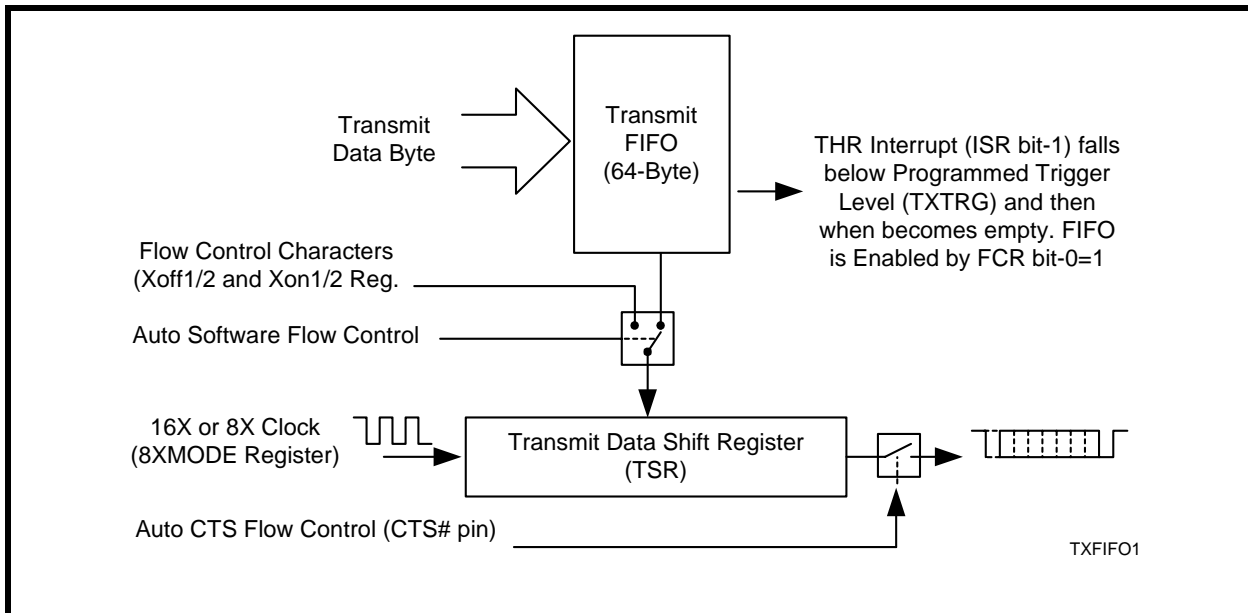 Transmit
Data Byte
Transmit
FIFO
(64-Byte)
THR Interrupt (ISR bit-1) falls
below Programmed Trigger
Level (TXTRG) and then
when becomes empty. FIFO
is Enabled by FCR bit-0=1
Flow Control Characters
(Xoff1/2 and Xon1/2 Reg.
Auto Software Flow Control
16X or 8X Clock
(8XMODE Register)
Transmit Data Shift Register
(TSR)
Auto CTS Flow Control (CTS# pin)
TXFIFO1